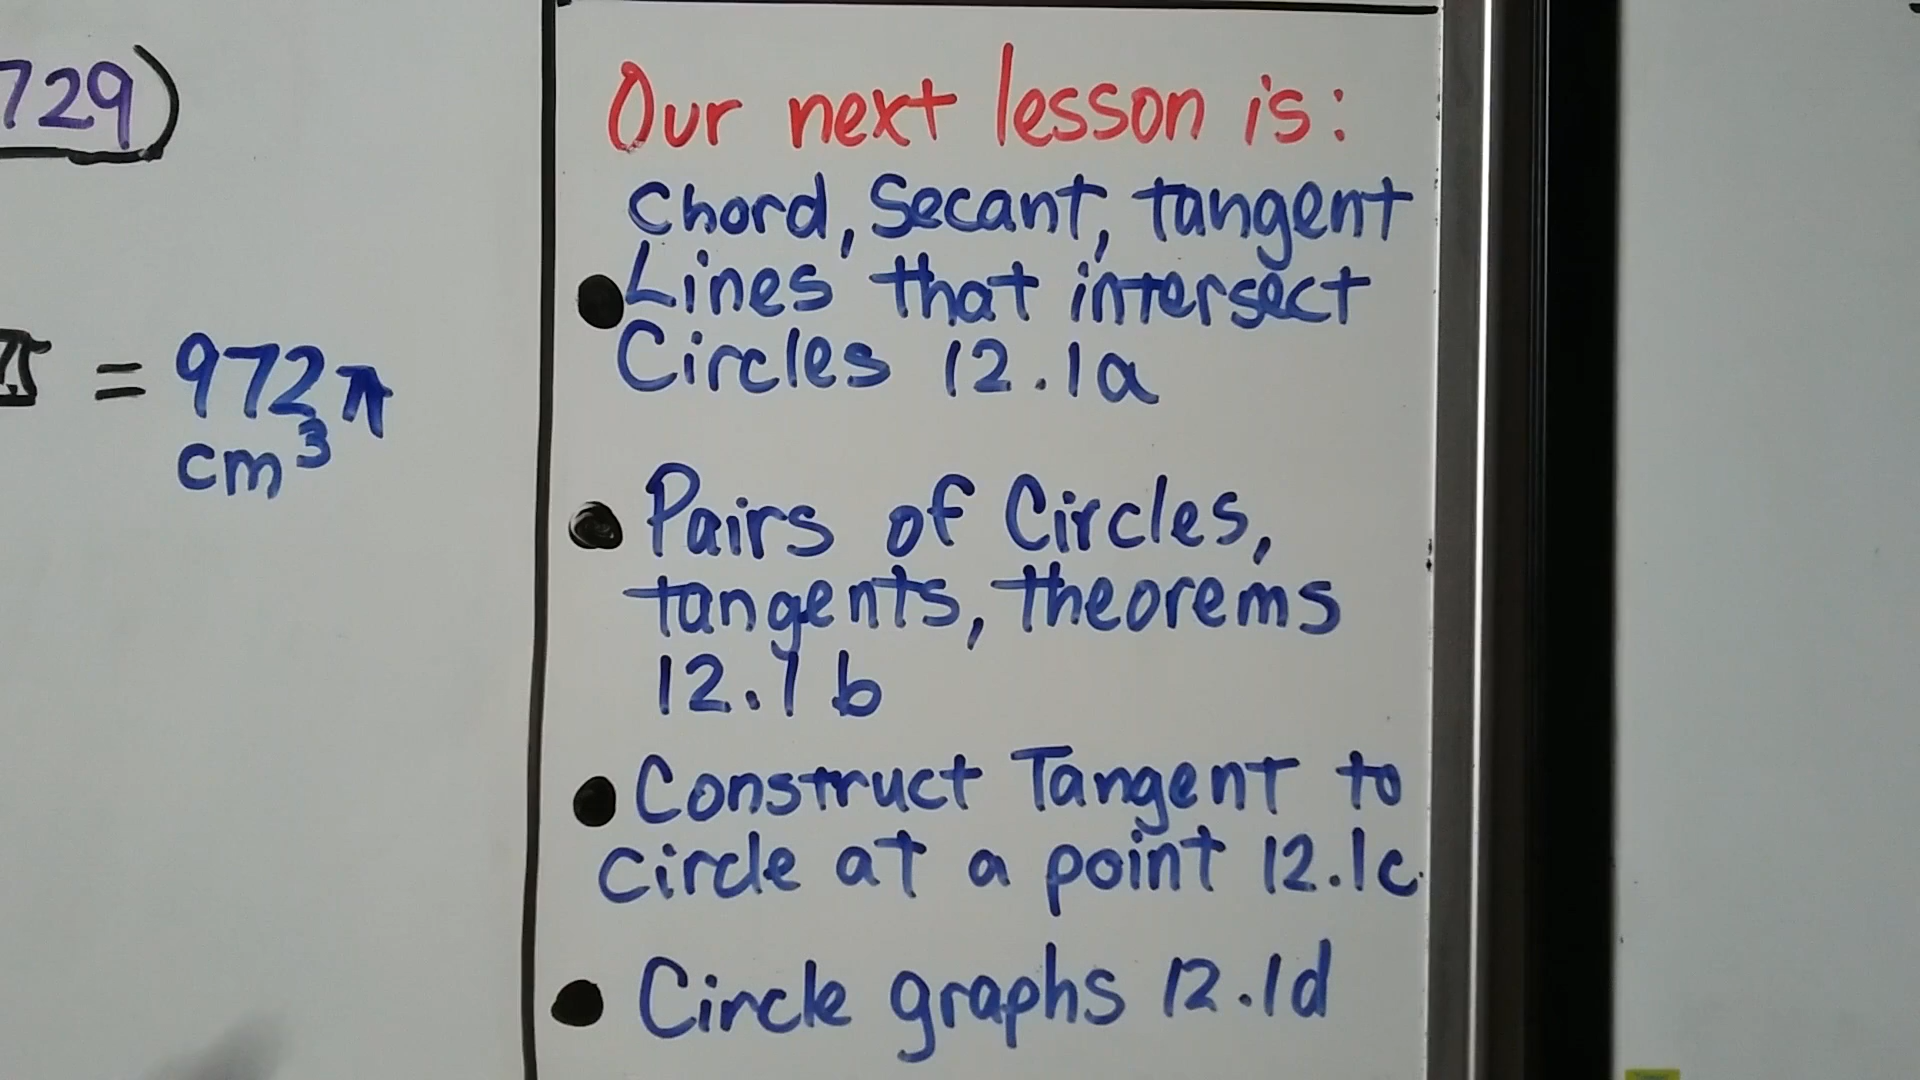 729)
= 972π
cm³
Our next lesson is:
Chord, Secant, tangent
• Lines that intersect
Circles 12.1a
• Pairs of Circles,
tangents, theorems
12.1b
• Construct Tangent to
circle at a point 12.1c
• Circle graphs 12.1d